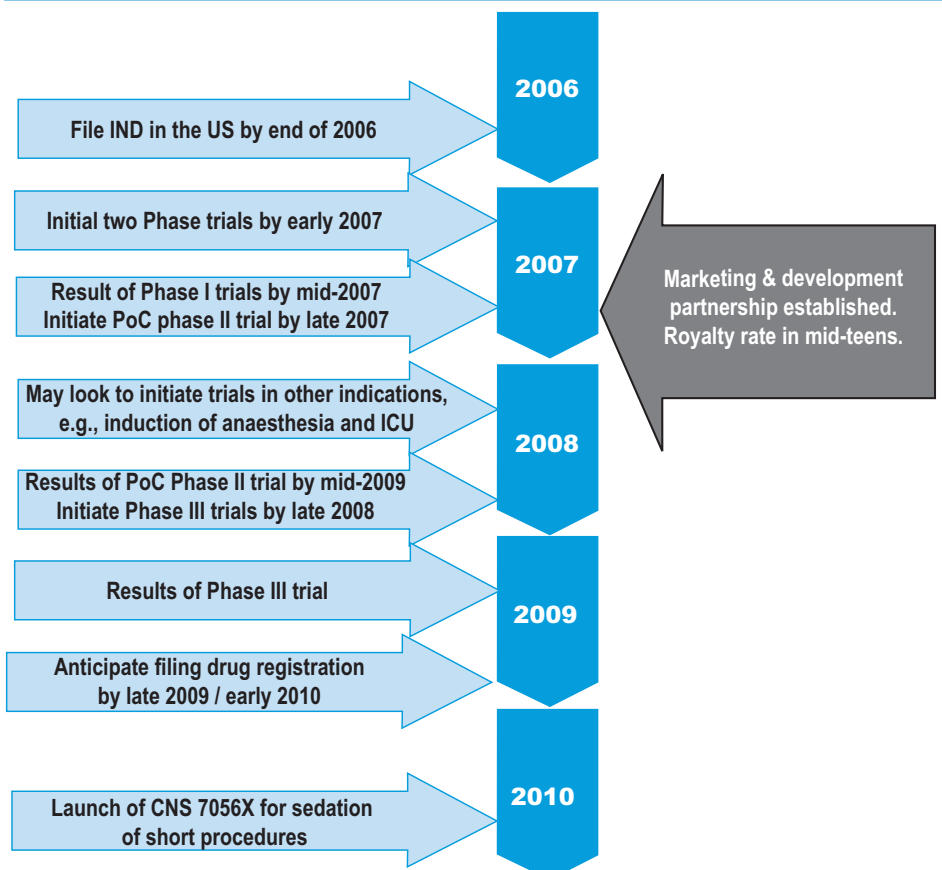 2006
File IND in the US by end of 2006
Initial two Phase trials by early 2007
2007
Marketing & development
partnership established.
Royalty rate in mid-teens.
Result of Phase I trials by mid-2007
Initiate PoC phase II trial by late 2007
May look to initiate trials in other indications,
e.g., induction of anaesthesia and ICU
2008
Results of PoC Phase II trial by mid-2009
Initiate Phase III trials by late 2008
Results of Phase III trial
2009
Anticipate filing drug registration
by late 2009 / early 2010
2010
Launch of CNS 7056X for sedation
of short procedures